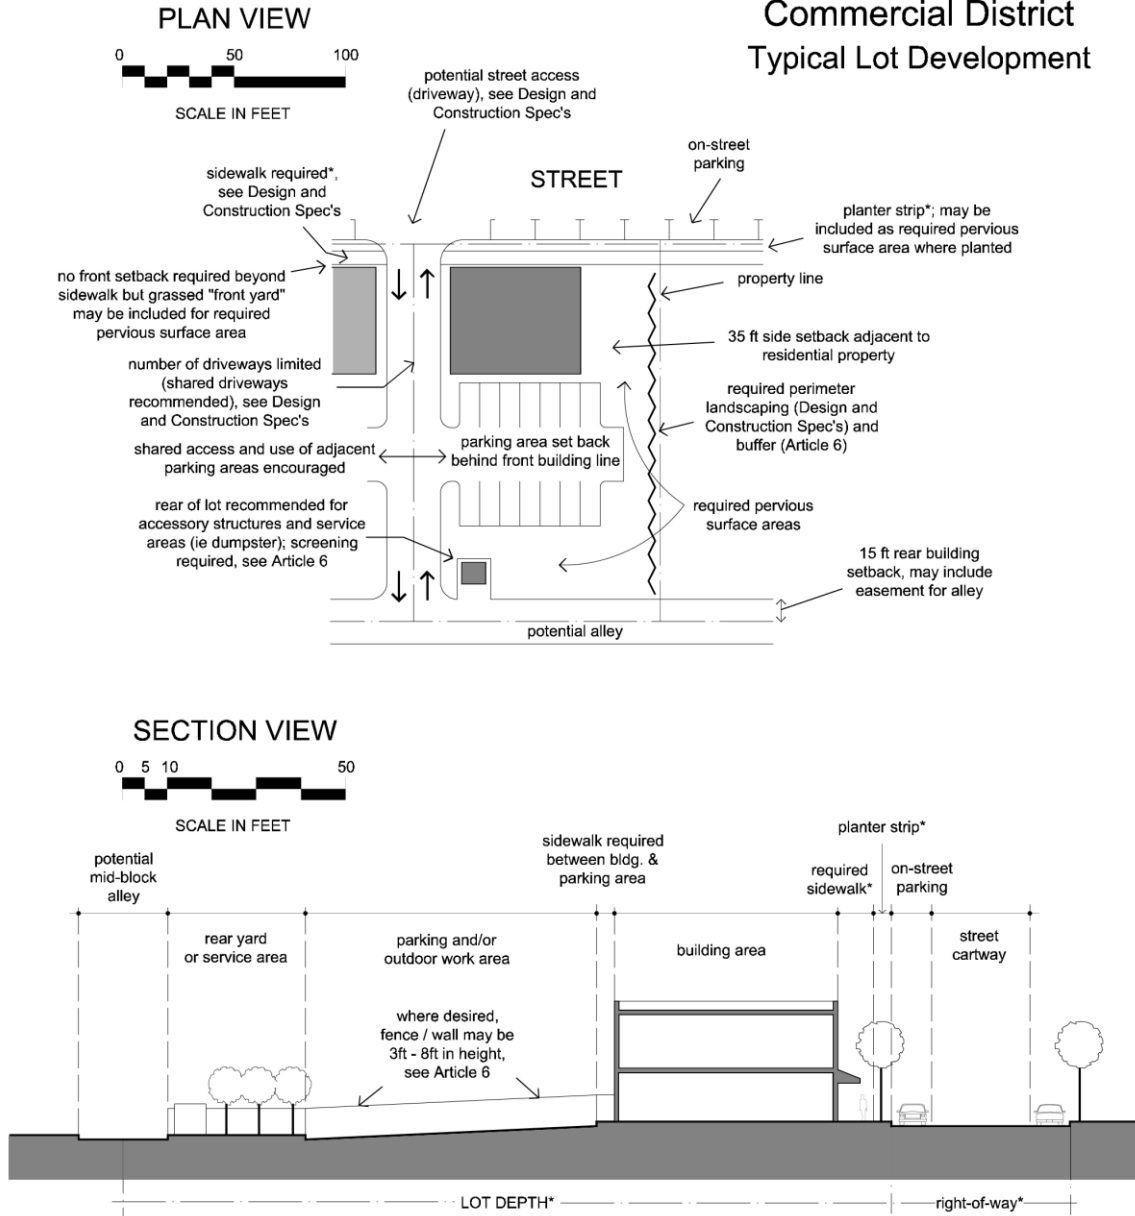 PLAN VIEW
0 50 100
SCALE IN FEET
Commercial District
Typical Lot Development
potential street access
(driveway), see Design and
Construction Spec's
on-street
parking
STREET
sidewalk required*,
see Design and
Construction Spec's
planter strip*; may be
included as required pervious
surface area where planted
no front setback required beyond
sidewalk but grassed "front yard"
may be included for required
pervious surface area
property line
35 ft side setback adjacent to
residential property
number of driveways limited
(shared driveways
recommended), see Design
and Construction Spec's
required perimeter
landscaping (Design and
Construction Spec's) and
buffer (Article 6)
shared access and use of adjacent
parking areas encouraged
parking area set back
behind front building line
rear of lot recommended for
accessory structures and service
areas (ie dumpster); screening
required, see Article 6
required pervious
surface areas
15 ft rear building
setback, may include
easement for alley
potential alley
SECTION VIEW
0 5 10 50
SCALE IN FEET
potential
mid-block
alley
rear yard
or service area
parking and/or
outdoor work area
sidewalk required
between bldg. &
parking area
building area
required
sidewalk*
planter strip*
on-street
parking
street
cartway
where desired,
fence / wall may be
3ft - 8ft in height,
see Article 6
LOT DEPTH*
right-of-way*